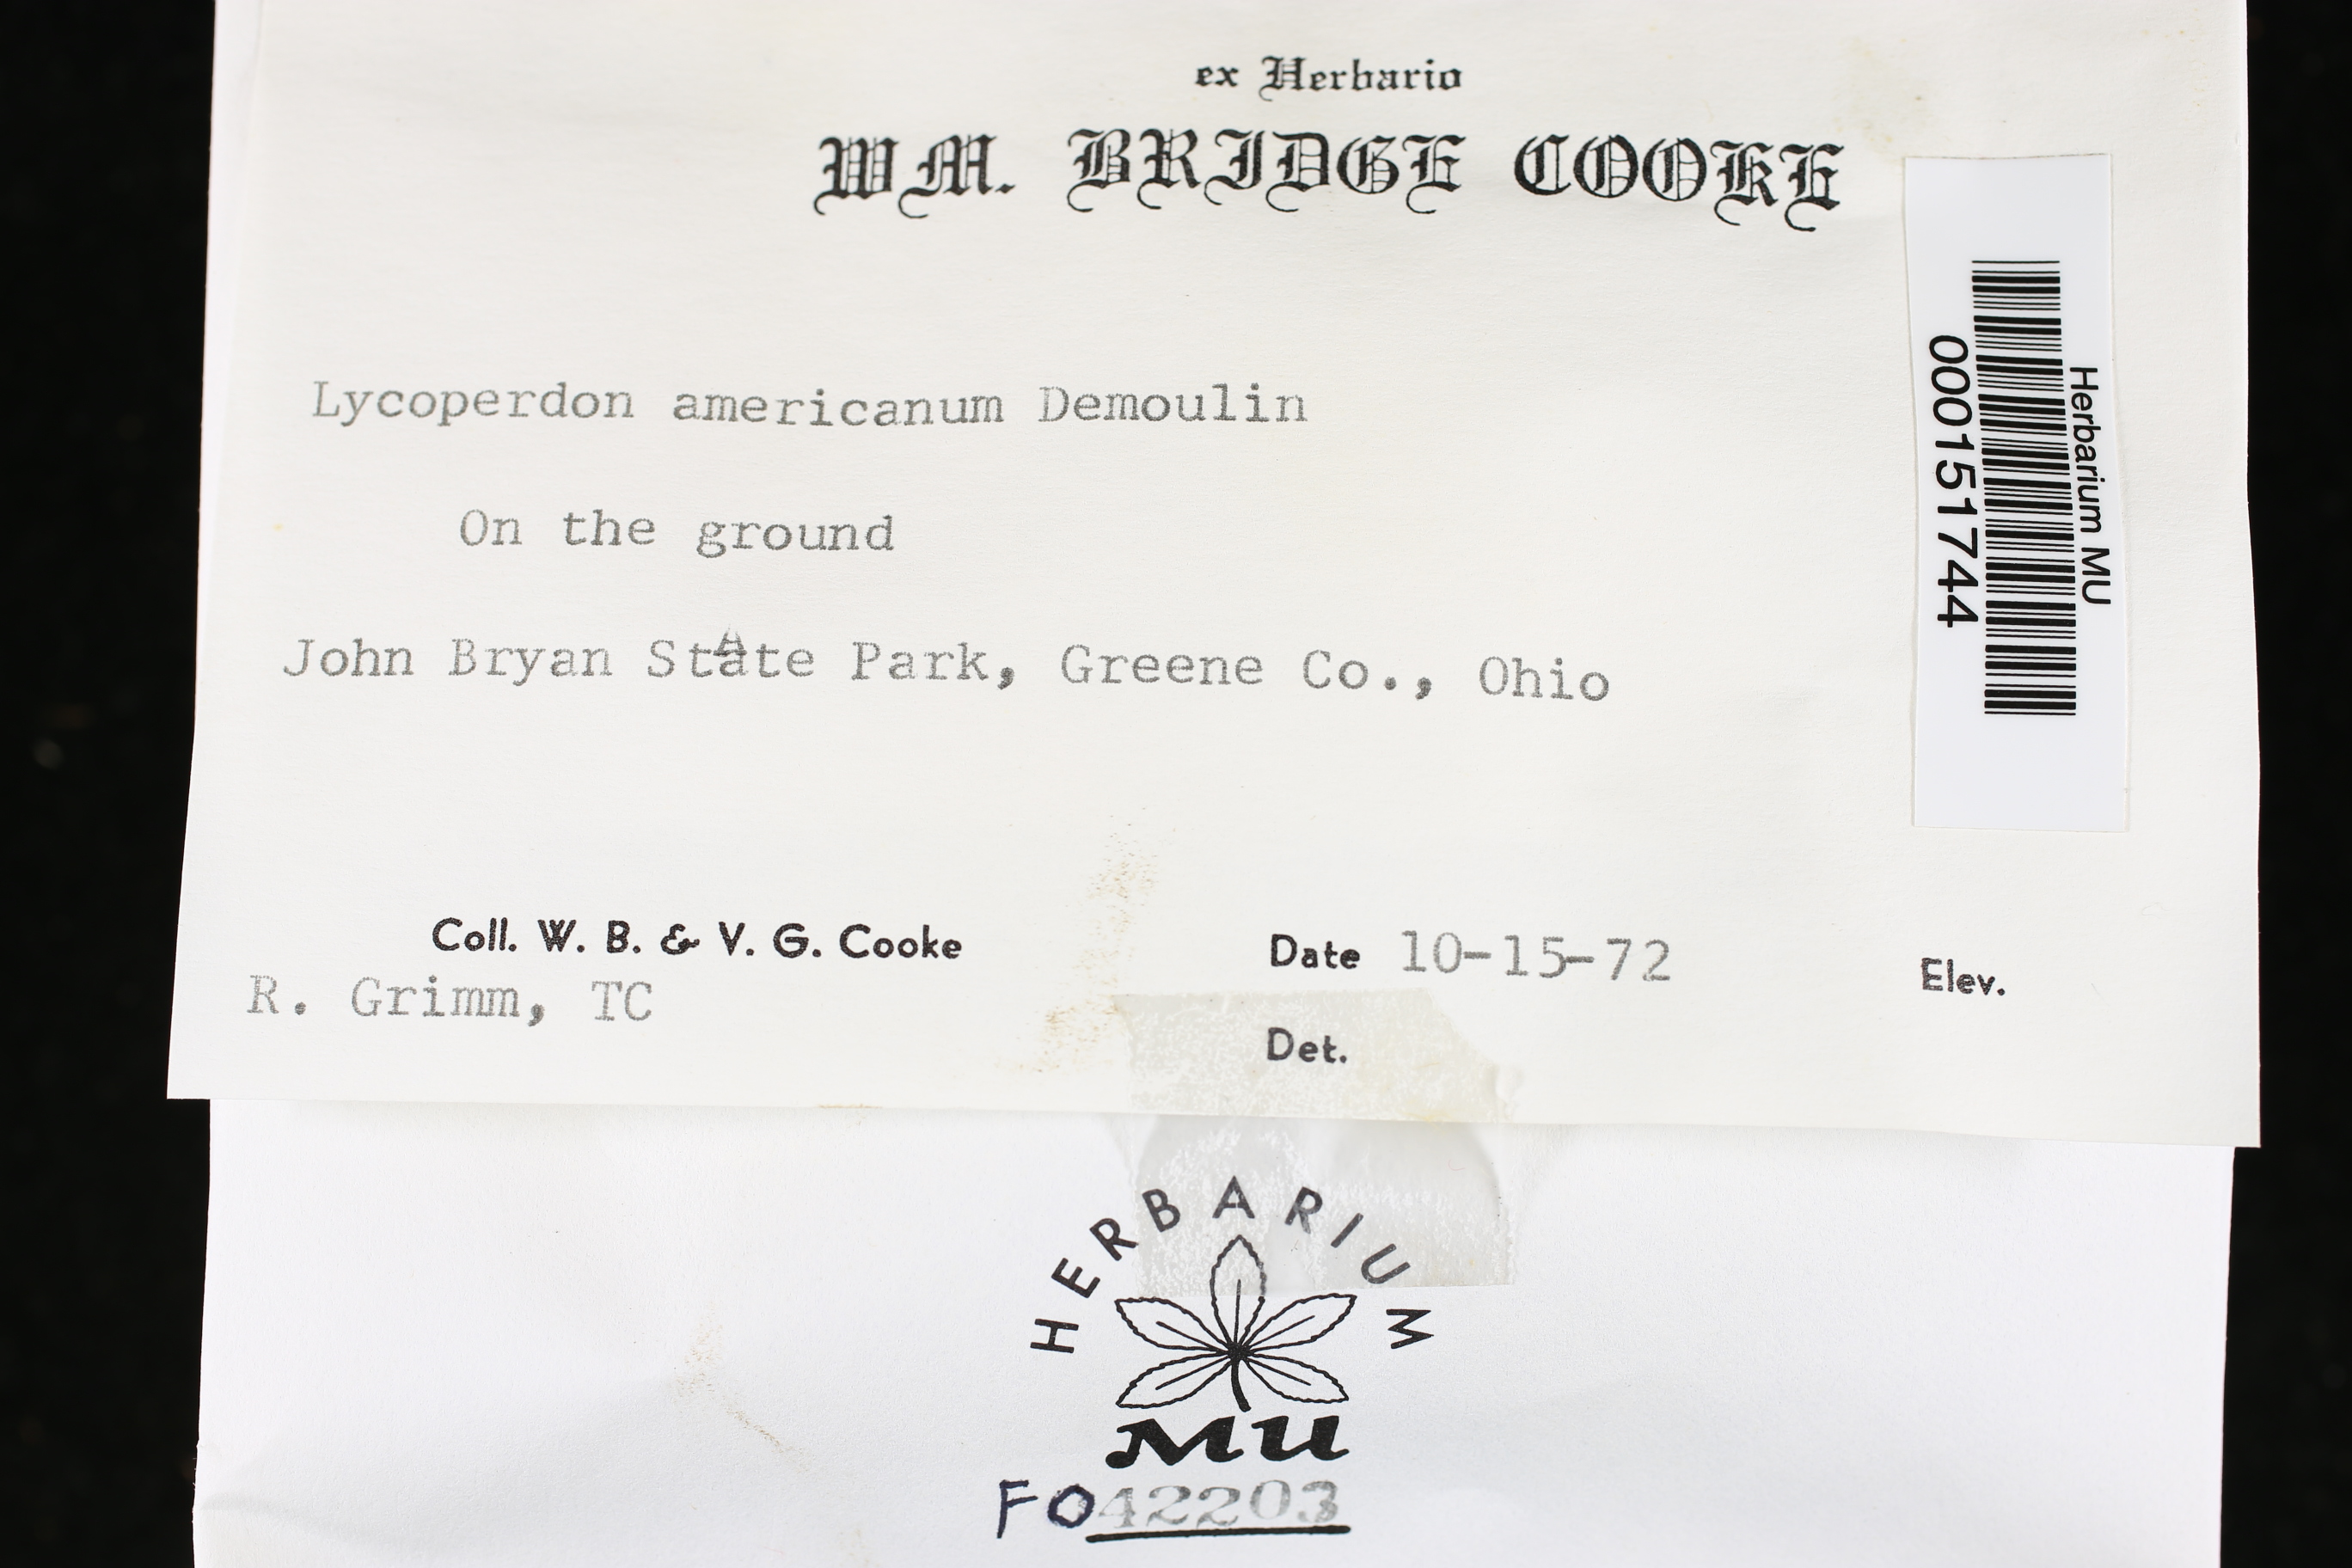 ex Herbario
WM. BRIDGE COOKE
Lycoperdon americanum Demoulin
On the ground
John Bryan State Park, Greene Co., Ohio
Coll. W. B. & V. G. Cooke
R. Grimm, TC
Date 10-15-72
Elev.
Det.
Herbarium MU
000151744
HERBARIUM
MU
FO42203